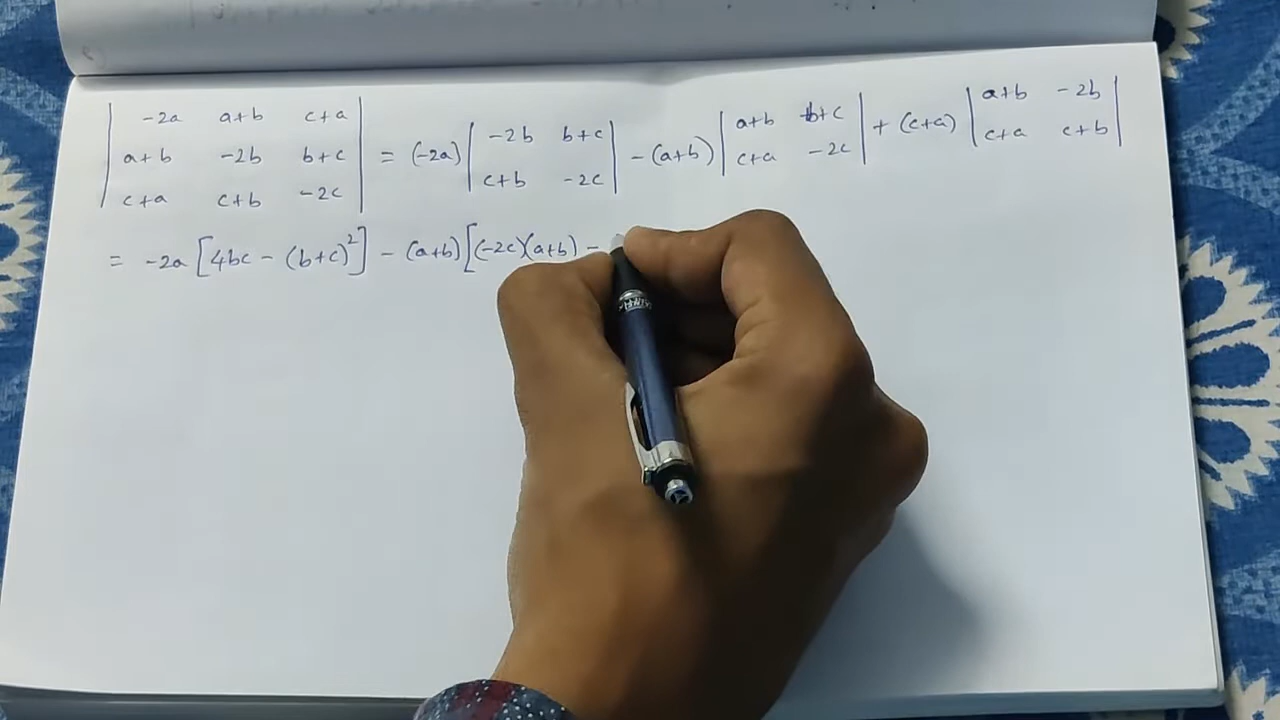 | -2a a+b c+a |
| a+b -2b b+c | = (-2a) | -2b b+c | - (a+b) | a+b b+c | + (c+a) | a+b -2b |
| c+a c+b -2c | | c+b -2c | | c+a -2c | | c+a c+b |
= -2a [4bc - (b+c)²] - (a+b) [(-2c)(a+b) -